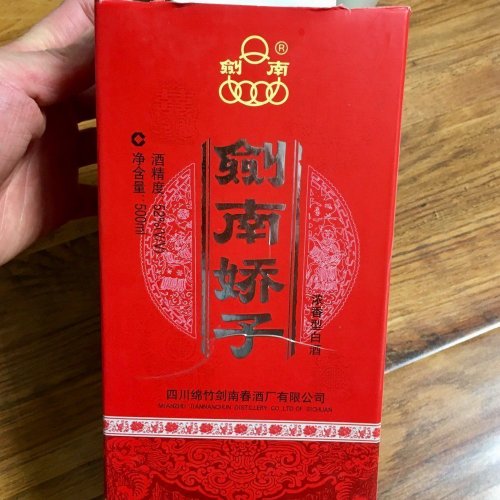 劍南®
劍南娇子
酒精度：52%(V/V)
净含量：500ml
浓香型白酒
四川绵竹剑南春酒厂有限公司
MIANZHU JIANNANCHUN DISTILLERY CO.,LTD OF SICHUAN